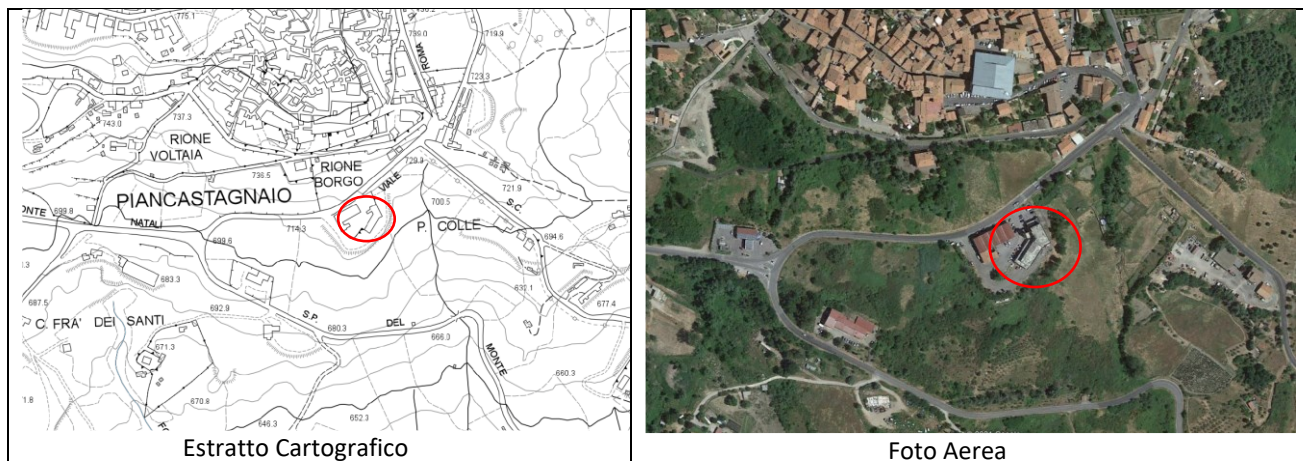 775.1
739.0
ROMA
719.9
723.3
743.0
737.3
RIONE
VOLTAIA
736.5
RIONE
BORGO
729.3
VIALE
721.9
S.C.
PIANCASTAGNAIO
700.5
699.8
NATALI
714.3
P. COLLE
694.6
699.6
683.3
632.1
677.4
687.5
692.9
S.P.
DEL
C. FRA' DEI SANTI
680.3
666.0
MONTE
671.3
660.3
670.8
652.3
646.3
Estratto Cartografico
Foto Aerea